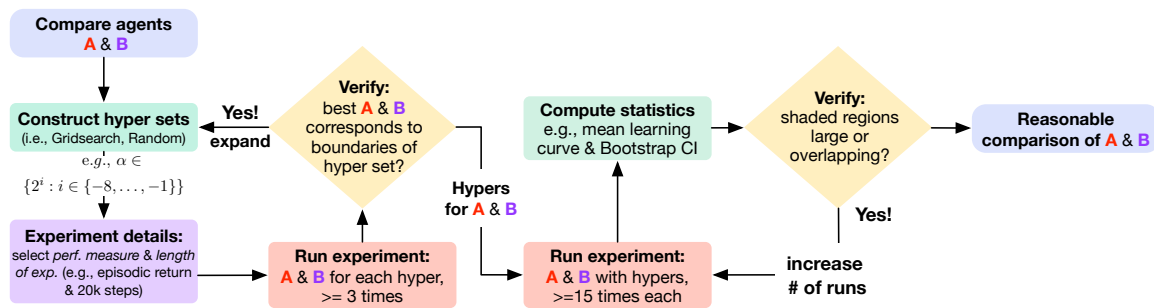 Compare agents
A & B
Construct hyper sets
(i.e., Gridsearch, Random)
e.g., α ∈
{2^i : i ∈ {−8, . . . , −1}}
Experiment details:
select perf. measure & length
of exp. (e.g., episodic return
& 20k steps)
Yes!
expand
Verify:
best A & B
corresponds to
boundaries of
hyper set?
Run experiment:
A & B for each hyper,
>= 3 times
Hypers
for A & B
Compute statistics
e.g., mean learning
curve & Bootstrap CI
Run experiment:
A & B with hypers,
>=15 times each
Verify:
shaded regions
large or
overlapping?
Yes!
increase
# of runs
Reasonable
comparison of A & B